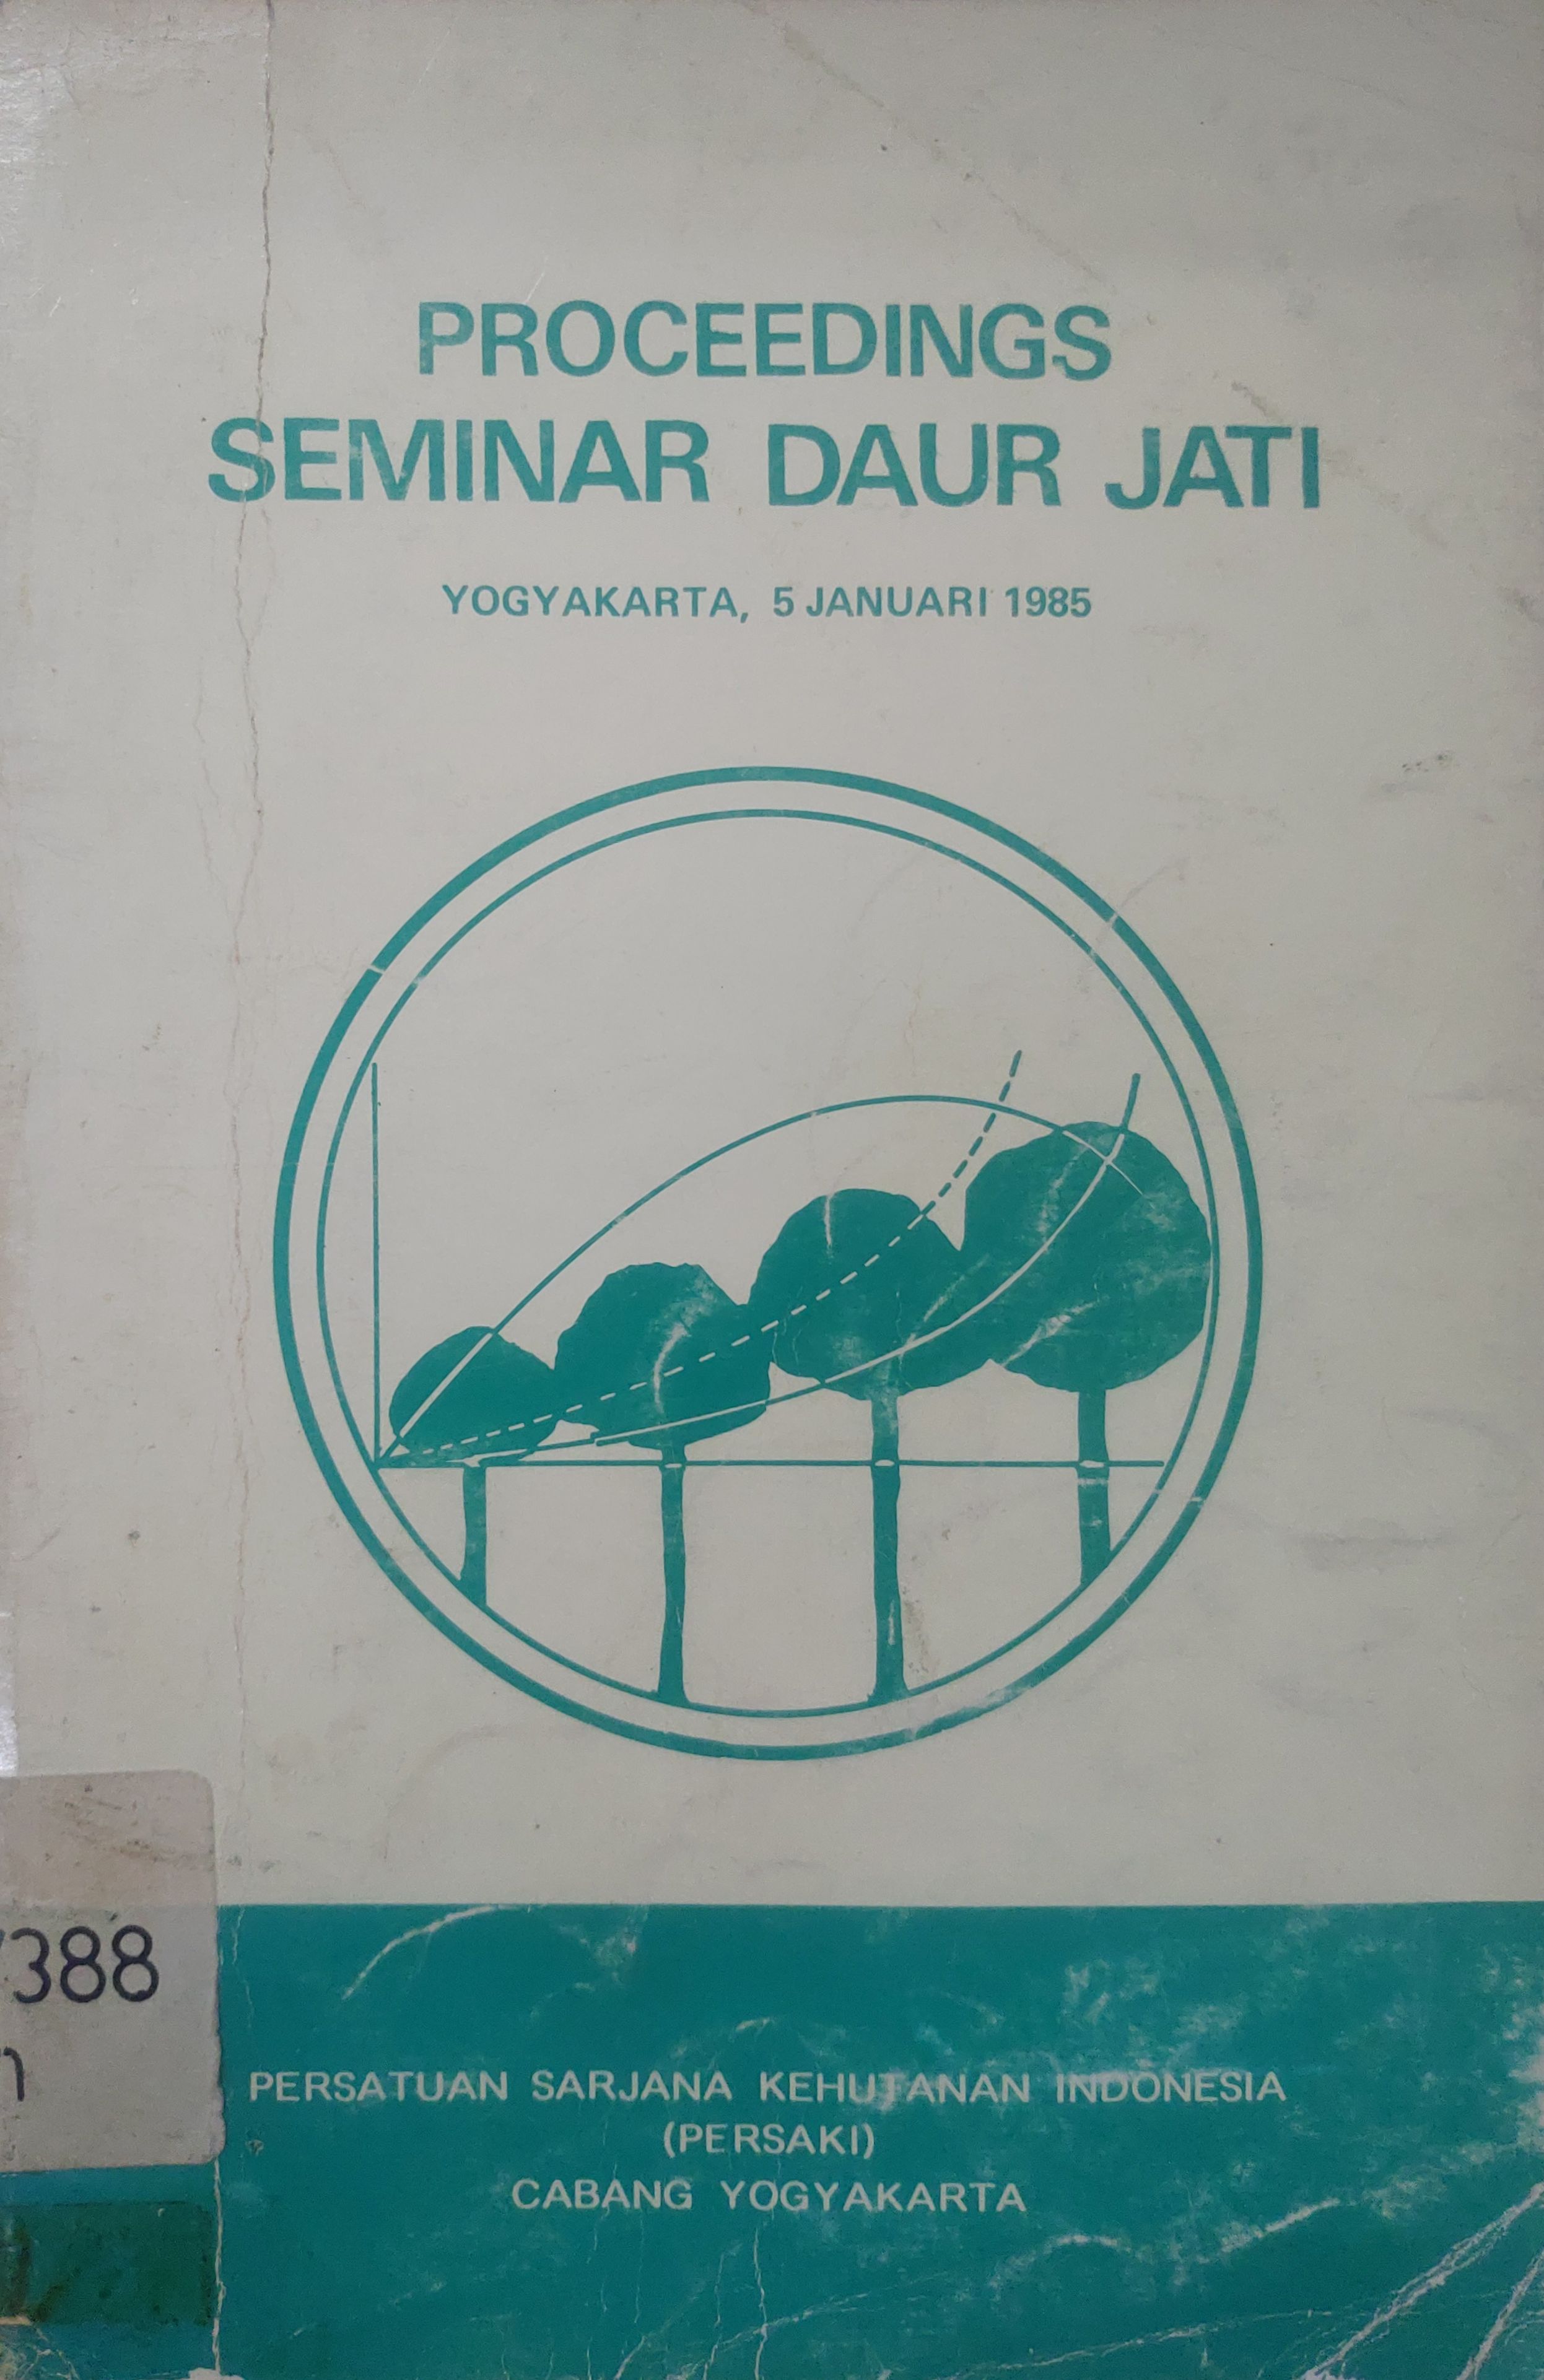 PROCEEDINGS
SEMINAR DAUR JATI
YOGYAKARTA, 5 JANUARI 1985
388
PERSATUAN SARJANA KEHUTANAN INDONESIA
(PERSAKI)
CABANG YOGYAKARTA